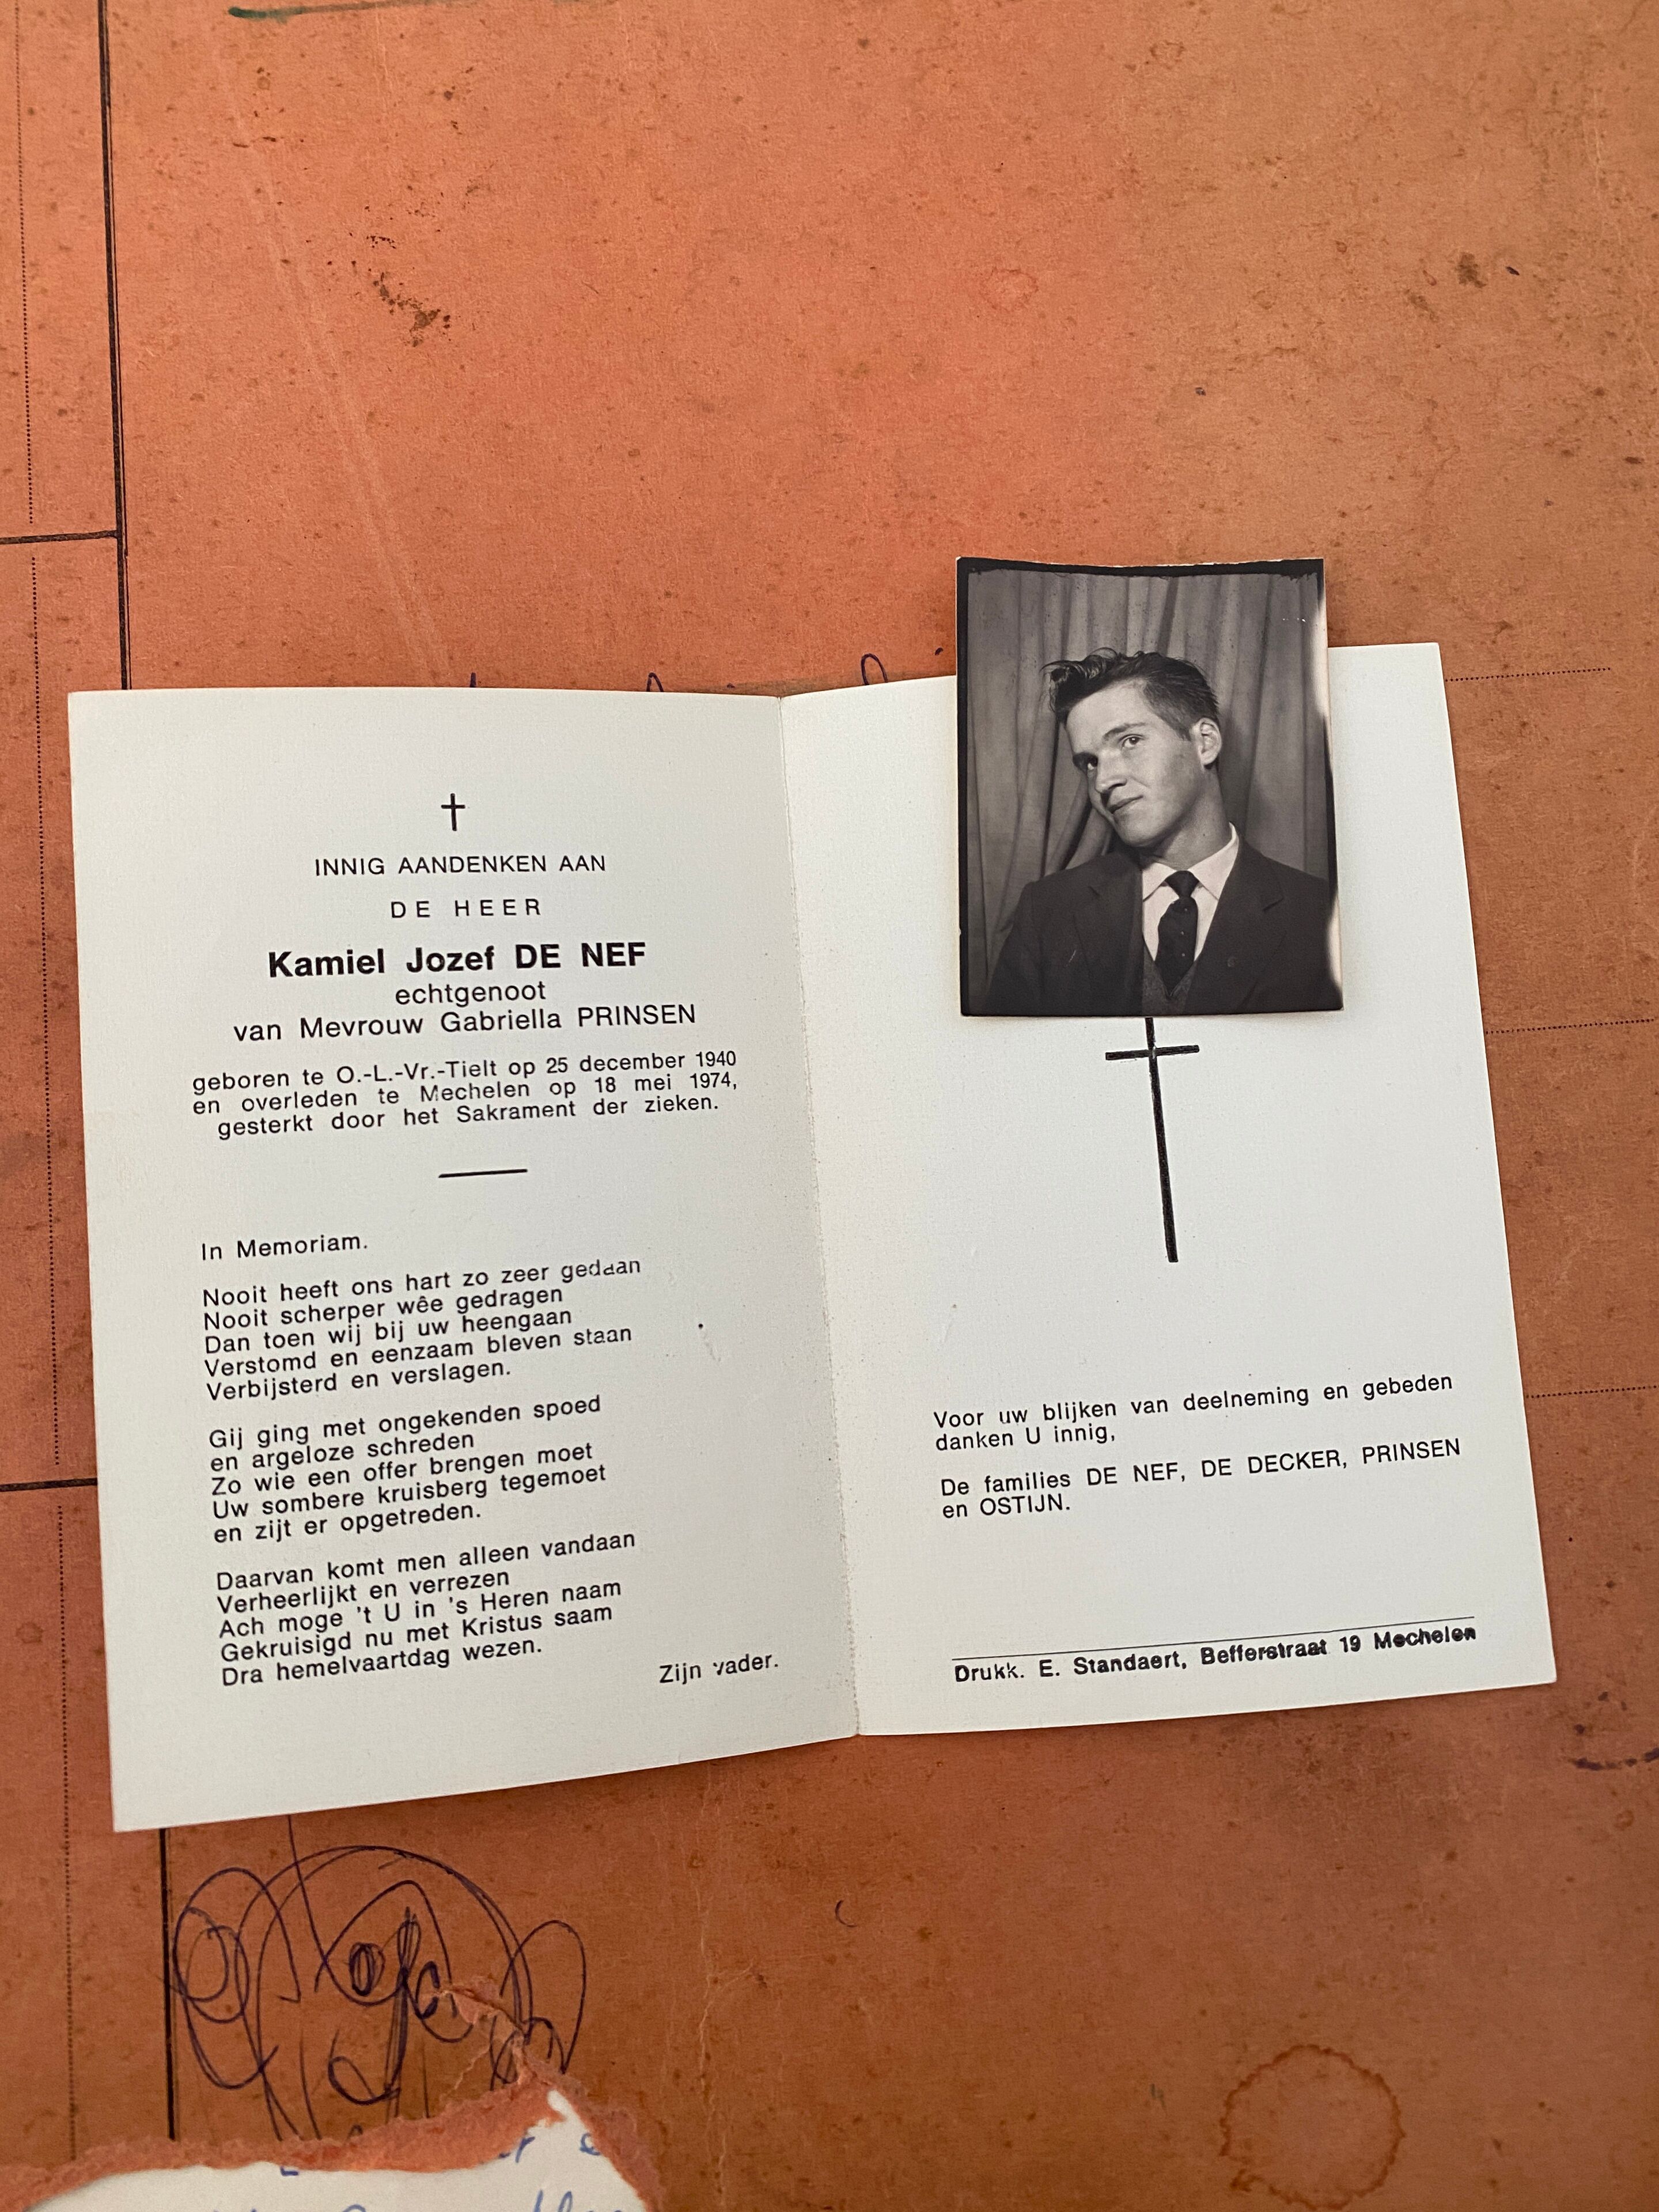 INNIG AANDENKEN AAN
DE HEER
Kamiel Jozef DE NEF
echtgenoot
van Mevrouw Gabriella PRINSEN
geboren te O.-L.-Vr.-Tielt op 25 december 1940
en overleden te Mechelen op 18 mei 1974,
gesterkt door het Sakrament der zieken.
In Memoriam.
Nooit heeft ons hart zo zeer gedaan
Nooit scherper wêe gedragen
Dan toen wij bij uw heengaan
Verstomd en eenzaam bleven staan
Verbijsterd en verslagen.
Gij ging met ongekenden spoed
en argeloze schreden
Zo wie een offer brengen moet
Uw sombere kruisberg tegemoet
en zijt er opgetreden.
Daarvan komt men alleen vandaan
Verheerlijkt en verrezen
Ach moge 't U in 's Heren naam
Gekruisigd nu met Kristus saam
Dra hemelvaartdag wezen.
Zijn vader.
Voor uw blijken van deelneming en gebeden
danken U innig,
De families DE NEF, DE DECKER, PRINSEN
en OSTIJN.
Drukk. E. Standaert, Befferstraat 19 Mechelen